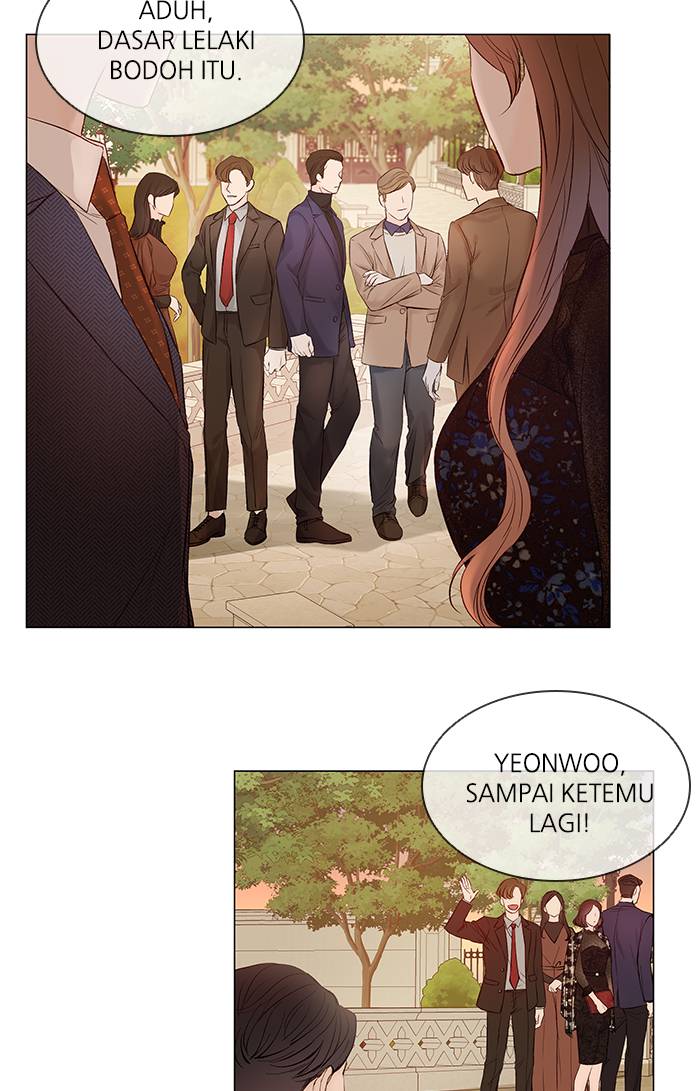 ADUH,
DASAR LELAKI
BODOH ITU.
YEONWOO,
SAMPAI KETEMU
LAGI!